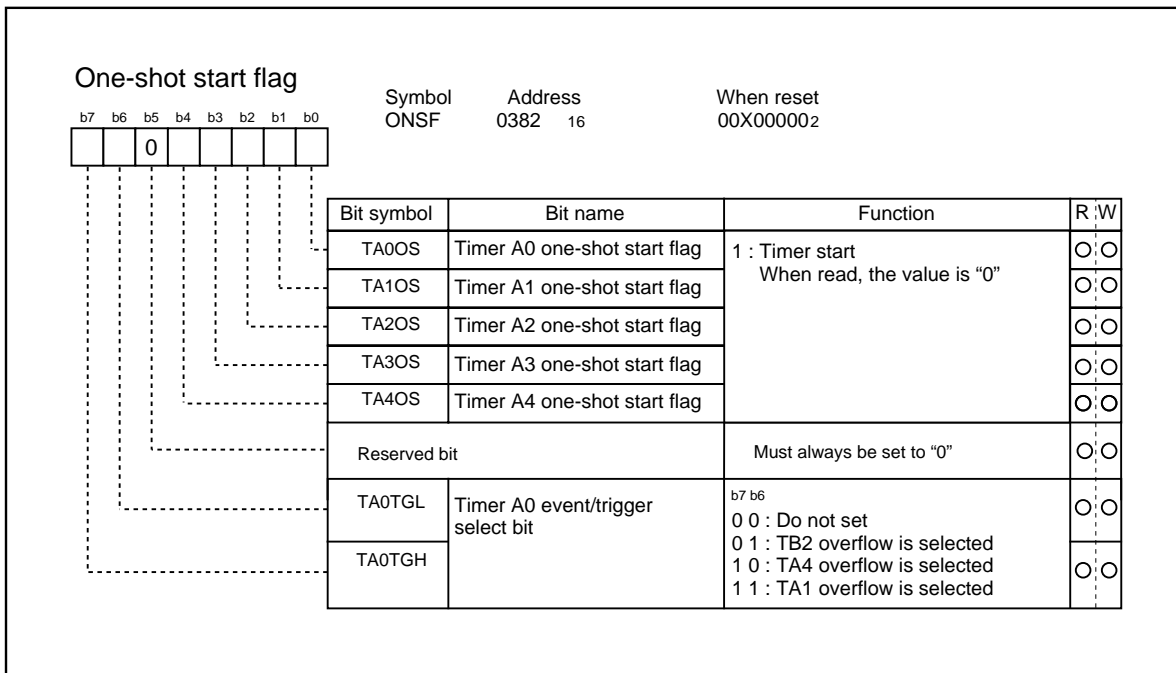 One-shot start flag
Symbol Address When reset
ONSF 0382 16 00X000002
b7 b6 b5 b4 b3 b2 b1 b0
0
Bit symbol Bit name Function R W
TA0OS Timer A0 one-shot start flag 1 : Timer start
When read, the value is “0”
TA1OS Timer A1 one-shot start flag
TA2OS Timer A2 one-shot start flag
TA3OS Timer A3 one-shot start flag
TA4OS Timer A4 one-shot start flag
Reserved bit Must always be set to “0”
TA0TGL Timer A0 event/trigger
select bit
TA0TGH
b7 b6
0 0 : Do not set
0 1 : TB2 overflow is selected
1 0 : TA4 overflow is selected
1 1 : TA1 overflow is selected